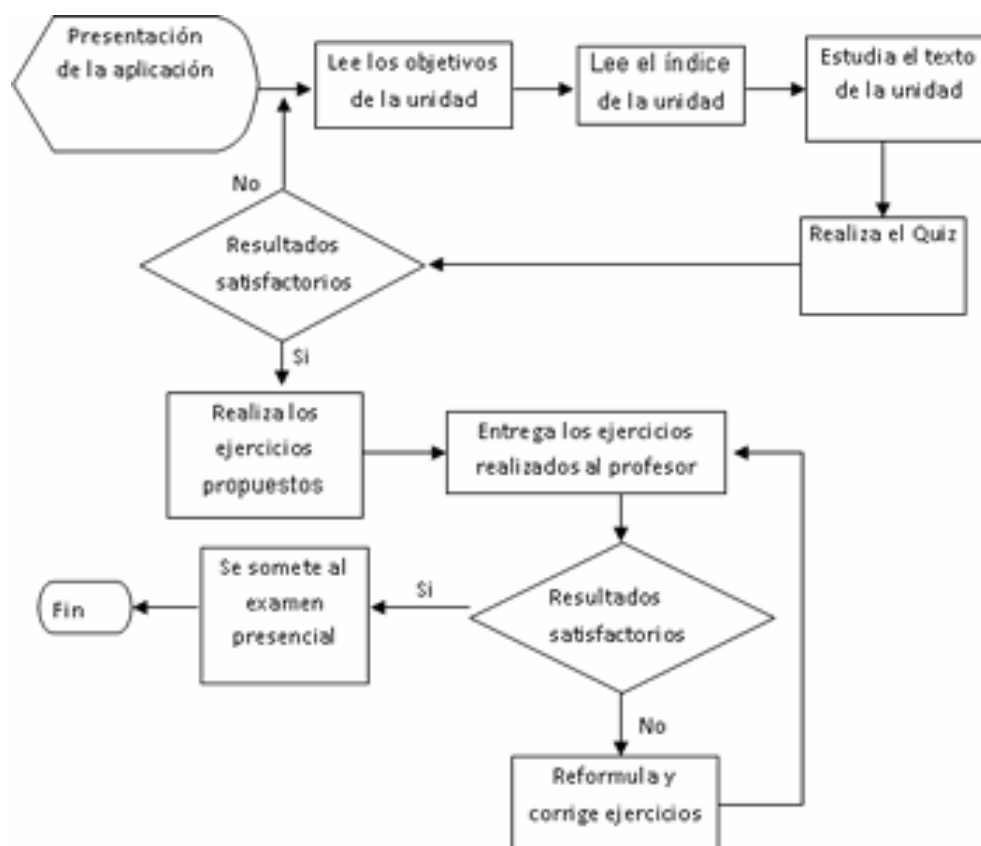 Presentación
de la aplicación
Lee los objetivos
de la unidad
Lee el índice
de la unidad
Estudia el texto
de la unidad
Realiza el Quiz
No
Resultados
satisfactorios
Si
Realiza los
ejercicios
propuestos
Entrega los ejercicios
realizados al profesor
Resultados
satisfactorios
Si
Se somete al
examen
presencial
Fin
No
Reformula y
corrige ejercicios